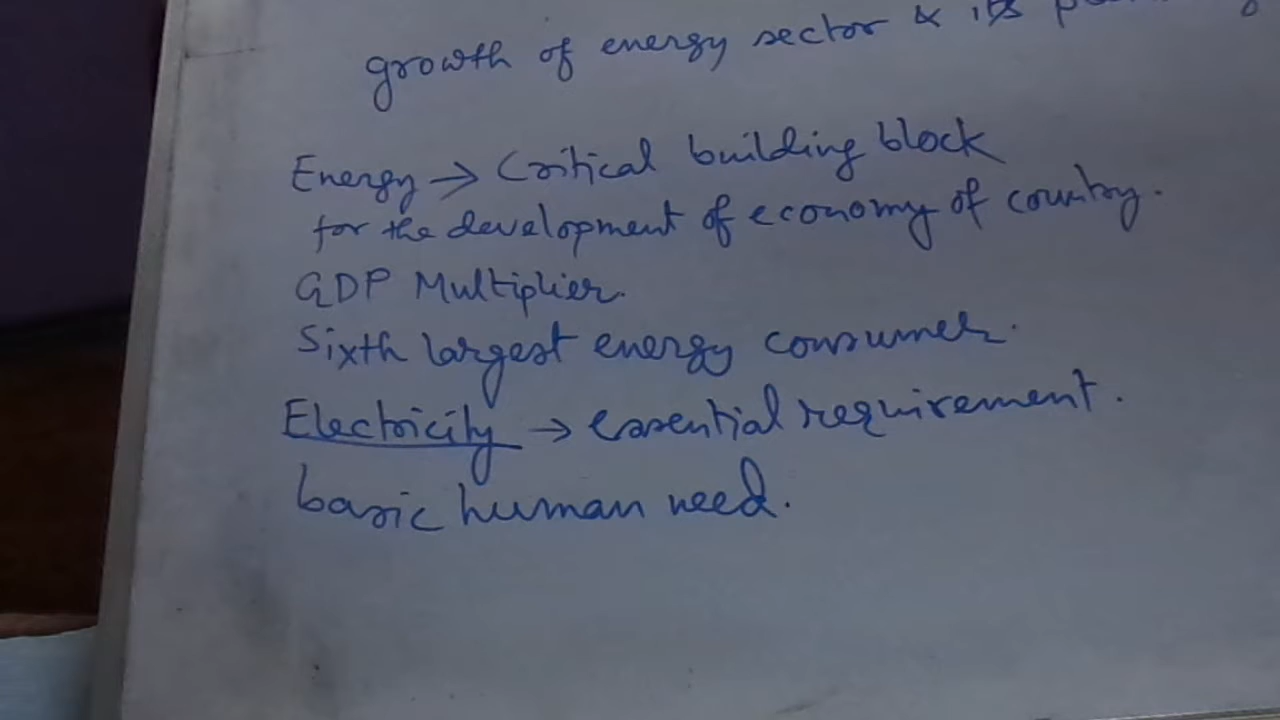 growth of energy sector & its
Energy → Critical building block
for the development of economy of country.
GDP Multiplier.
Sixth largest energy consumer.
Electricity → essential requirement.
basic human need.